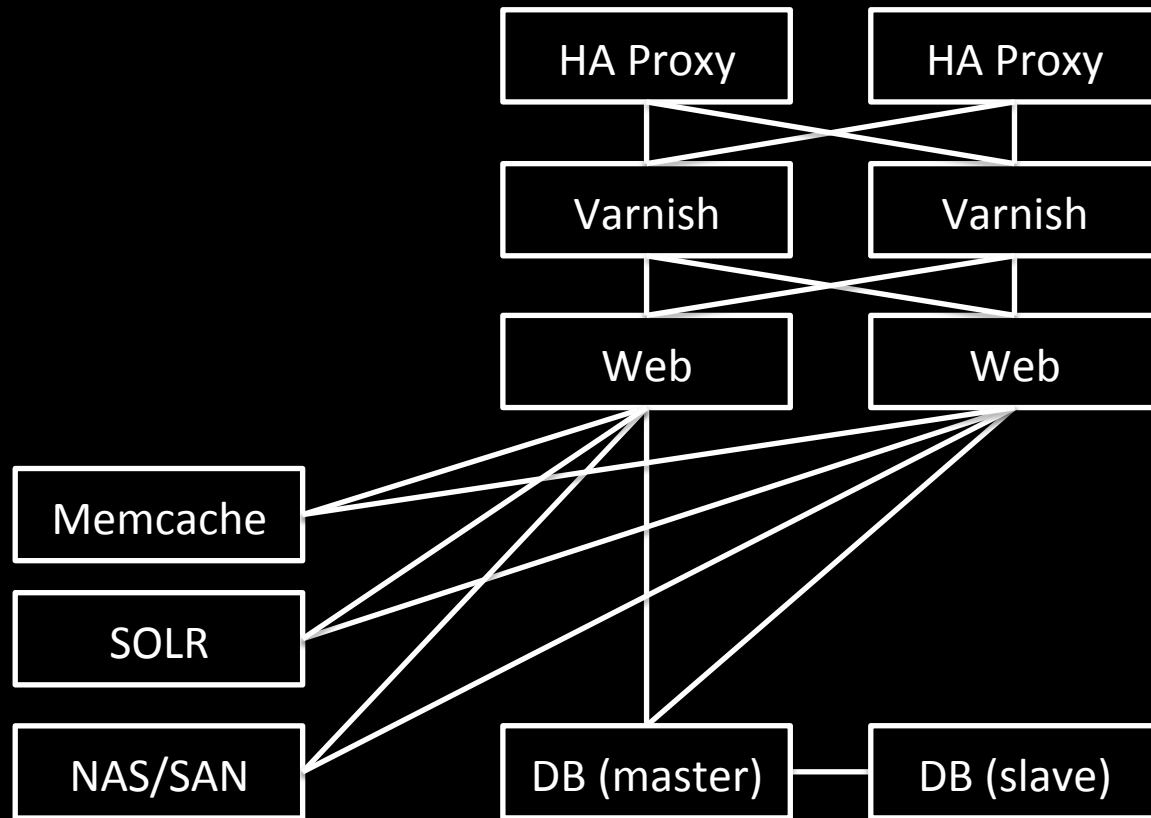 HA Proxy
HA Proxy
Varnish
Varnish
Web
Web
Memcache
SOLR
NAS/SAN
DB (master)
DB (slave)